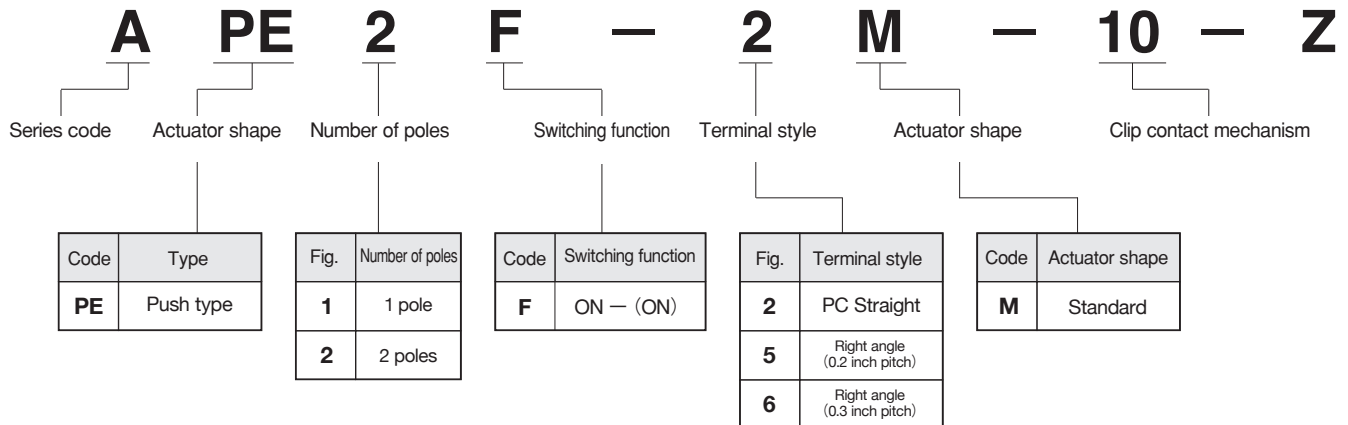 A PE 2 F － 2 M － 10 － Z
Series code Actuator shape Number of poles Switching function Terminal style Actuator shape Clip contact mechanism
Code Type
PE Push type
Fig. Number of poles
1 1 pole
2 2 poles
Code Switching function
F ON － (ON)
Fig. Terminal style
2 PC Straight
5 Right angle
(0.2 inch pitch)
6 Right angle
(0.3 inch pitch)
Code Actuator shape
M Standard